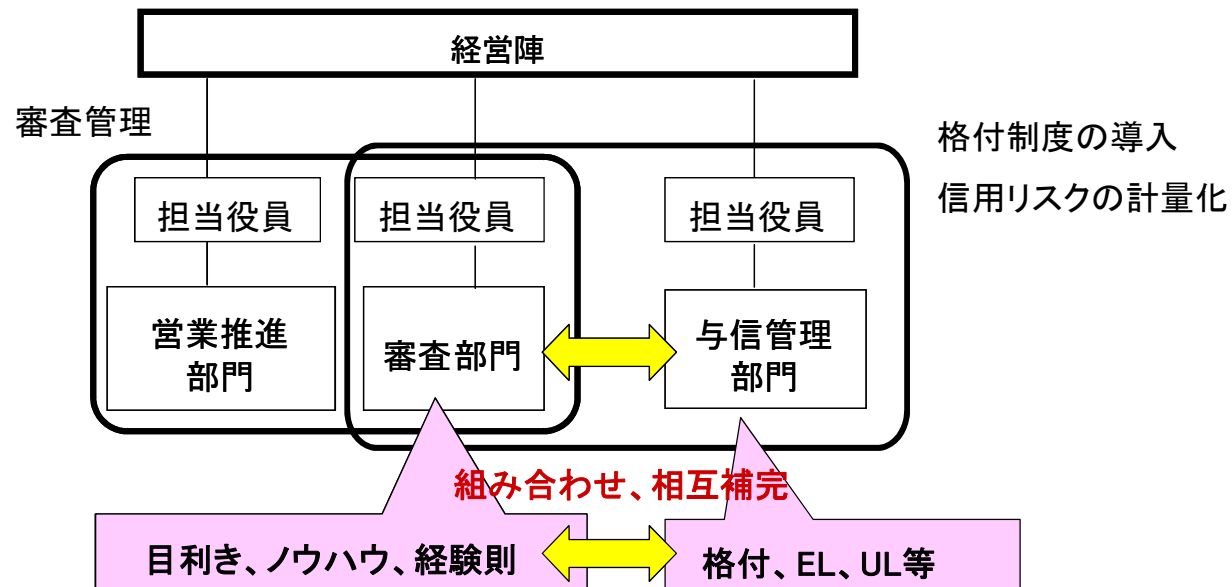 経営陣
審査管理
格付制度の導入
信用リスクの計量化
担当役員
担当役員
担当役員
営業推進
部門
審査部門
与信管理
部門
組み合わせ、相互補完
目利き、ノウハウ、経験則
格付、EL、UL等